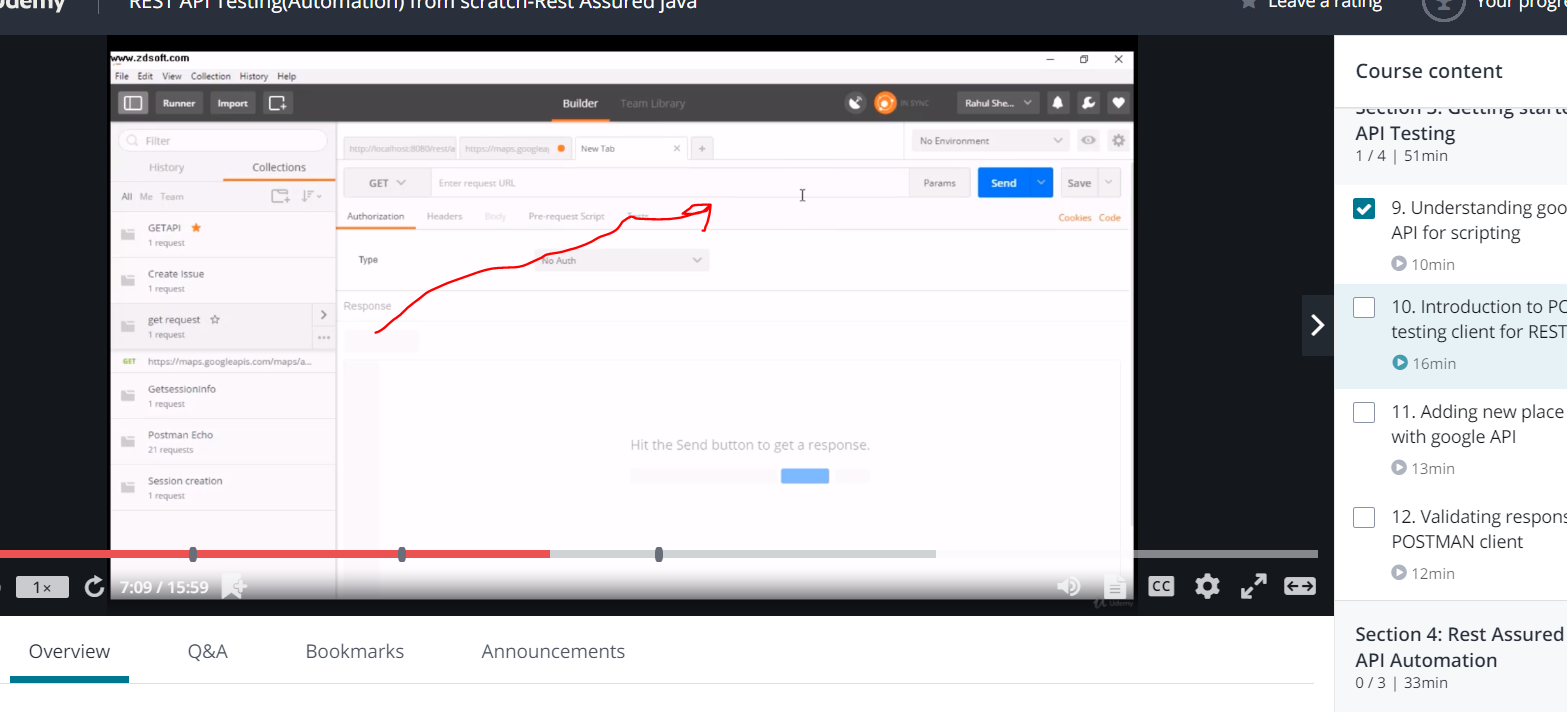 REST API Testing(Automation) from scratch-Rest Assured java
Leave a rating
www.zdsoft.com
File Edit View Collection History Help
Runner Import
Builder Team Library
IN SYNC
Rahul She...
Filter
History Collections
All Me Team
GETAPI
1 request
Create Issue
1 request
get request
1 request
GET https://maps.googleapis.com/maps/a...
GetsessionInfo
1 request
Postman Echo
21 requests
Session creation
1 request
http://localhost:8080/rest/a https://maps.googleap New Tab
No Environment
GET Enter request URL Params Send Save
Authorization Headers Body Pre-request Script
Cookies Code
Type No Auth
Response
Hit the Send button to get a response.
1×
7:09 / 15:59
CC
Udemy
Overview Q&A Bookmarks Announcements
Course content
API Testing
1 / 4 | 51min
9. Understanding goo
API for scripting
10min
10. Introduction to PO
testing client for REST
16min
11. Adding new place
with google API
13min
12. Validating respons
POSTMAN client
12min
Section 4: Rest Assured
API Automation
0 / 3 | 33min